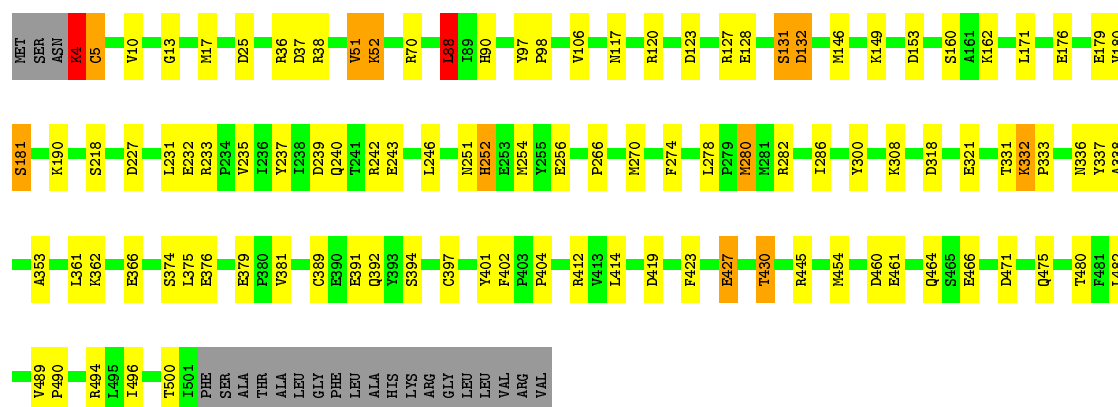 MET SER ASN K4 C5 V10 G13 M17 D25 R36 D37 R38 V51 K52 R70 L88 I89 H90 Y97 P98 V106 N117 R120 D123 R127 E128 S131 D132 M146 K149 D153 S160 A161 K162 L171 E176 E179 V180
S181 K190 S218 D227 L231 E232 R233 P234 V235 I236 Y237 I238 D239 Q240 T241 R242 E243 L246 N251 H252 E253 M254 Y255 E256 P266 M270 F274 L278 P279 M280 M281 R282 I286 Y300 K308 D318 E321 T331 K332 P333 N336 Y337 A338
A353 L361 K362 E366 S374 L375 E376 E379 P380 V381 C389 E390 E391 Q392 Y393 S394 C397 Y401 F402 P403 P404 R412 V413 L414 D419 F423 E427 T430 R445 M454 D460 E461 Q464 S465 E466 D471 Q475 T480 F481 L482
V489 P490 R494 L495 I496 T500 I501 PHE SER ALA THR ALA LEU GLY PHE LEU ALA HIS LYS ARG GLY LEU LEU VAL ARG VAL